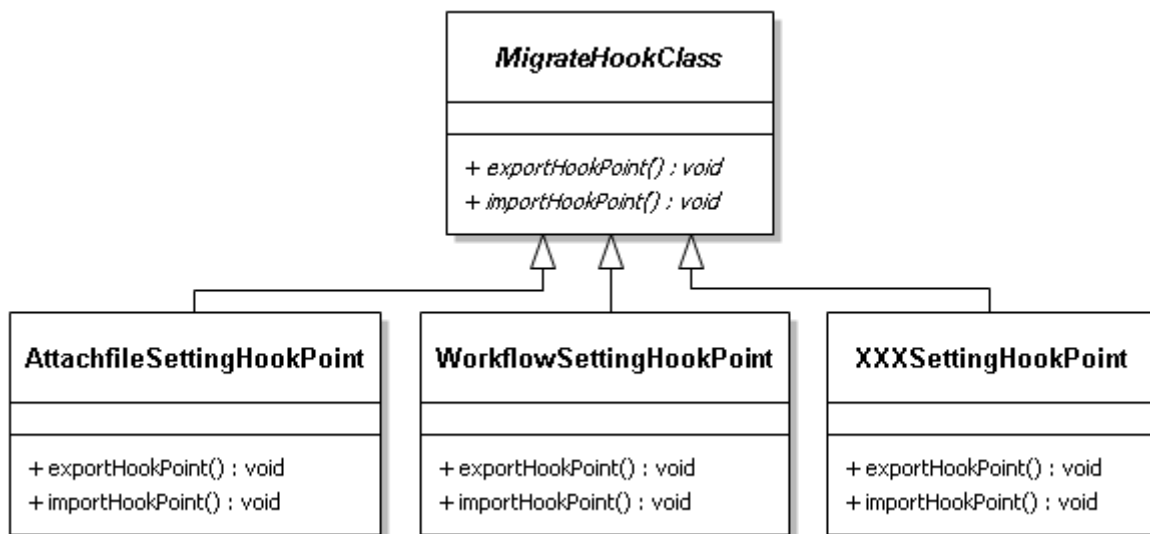 MigrateHookClass
+ exportHookPoint() : void
+ importHookPoint() : void
AttachfileSettingHookPoint
+ exportHookPoint() : void
+ importHookPoint() : void
WorkflowSettingHookPoint
+ exportHookPoint() : void
+ importHookPoint() : void
XXXSettingHookPoint
+ exportHookPoint() : void
+ importHookPoint() : void